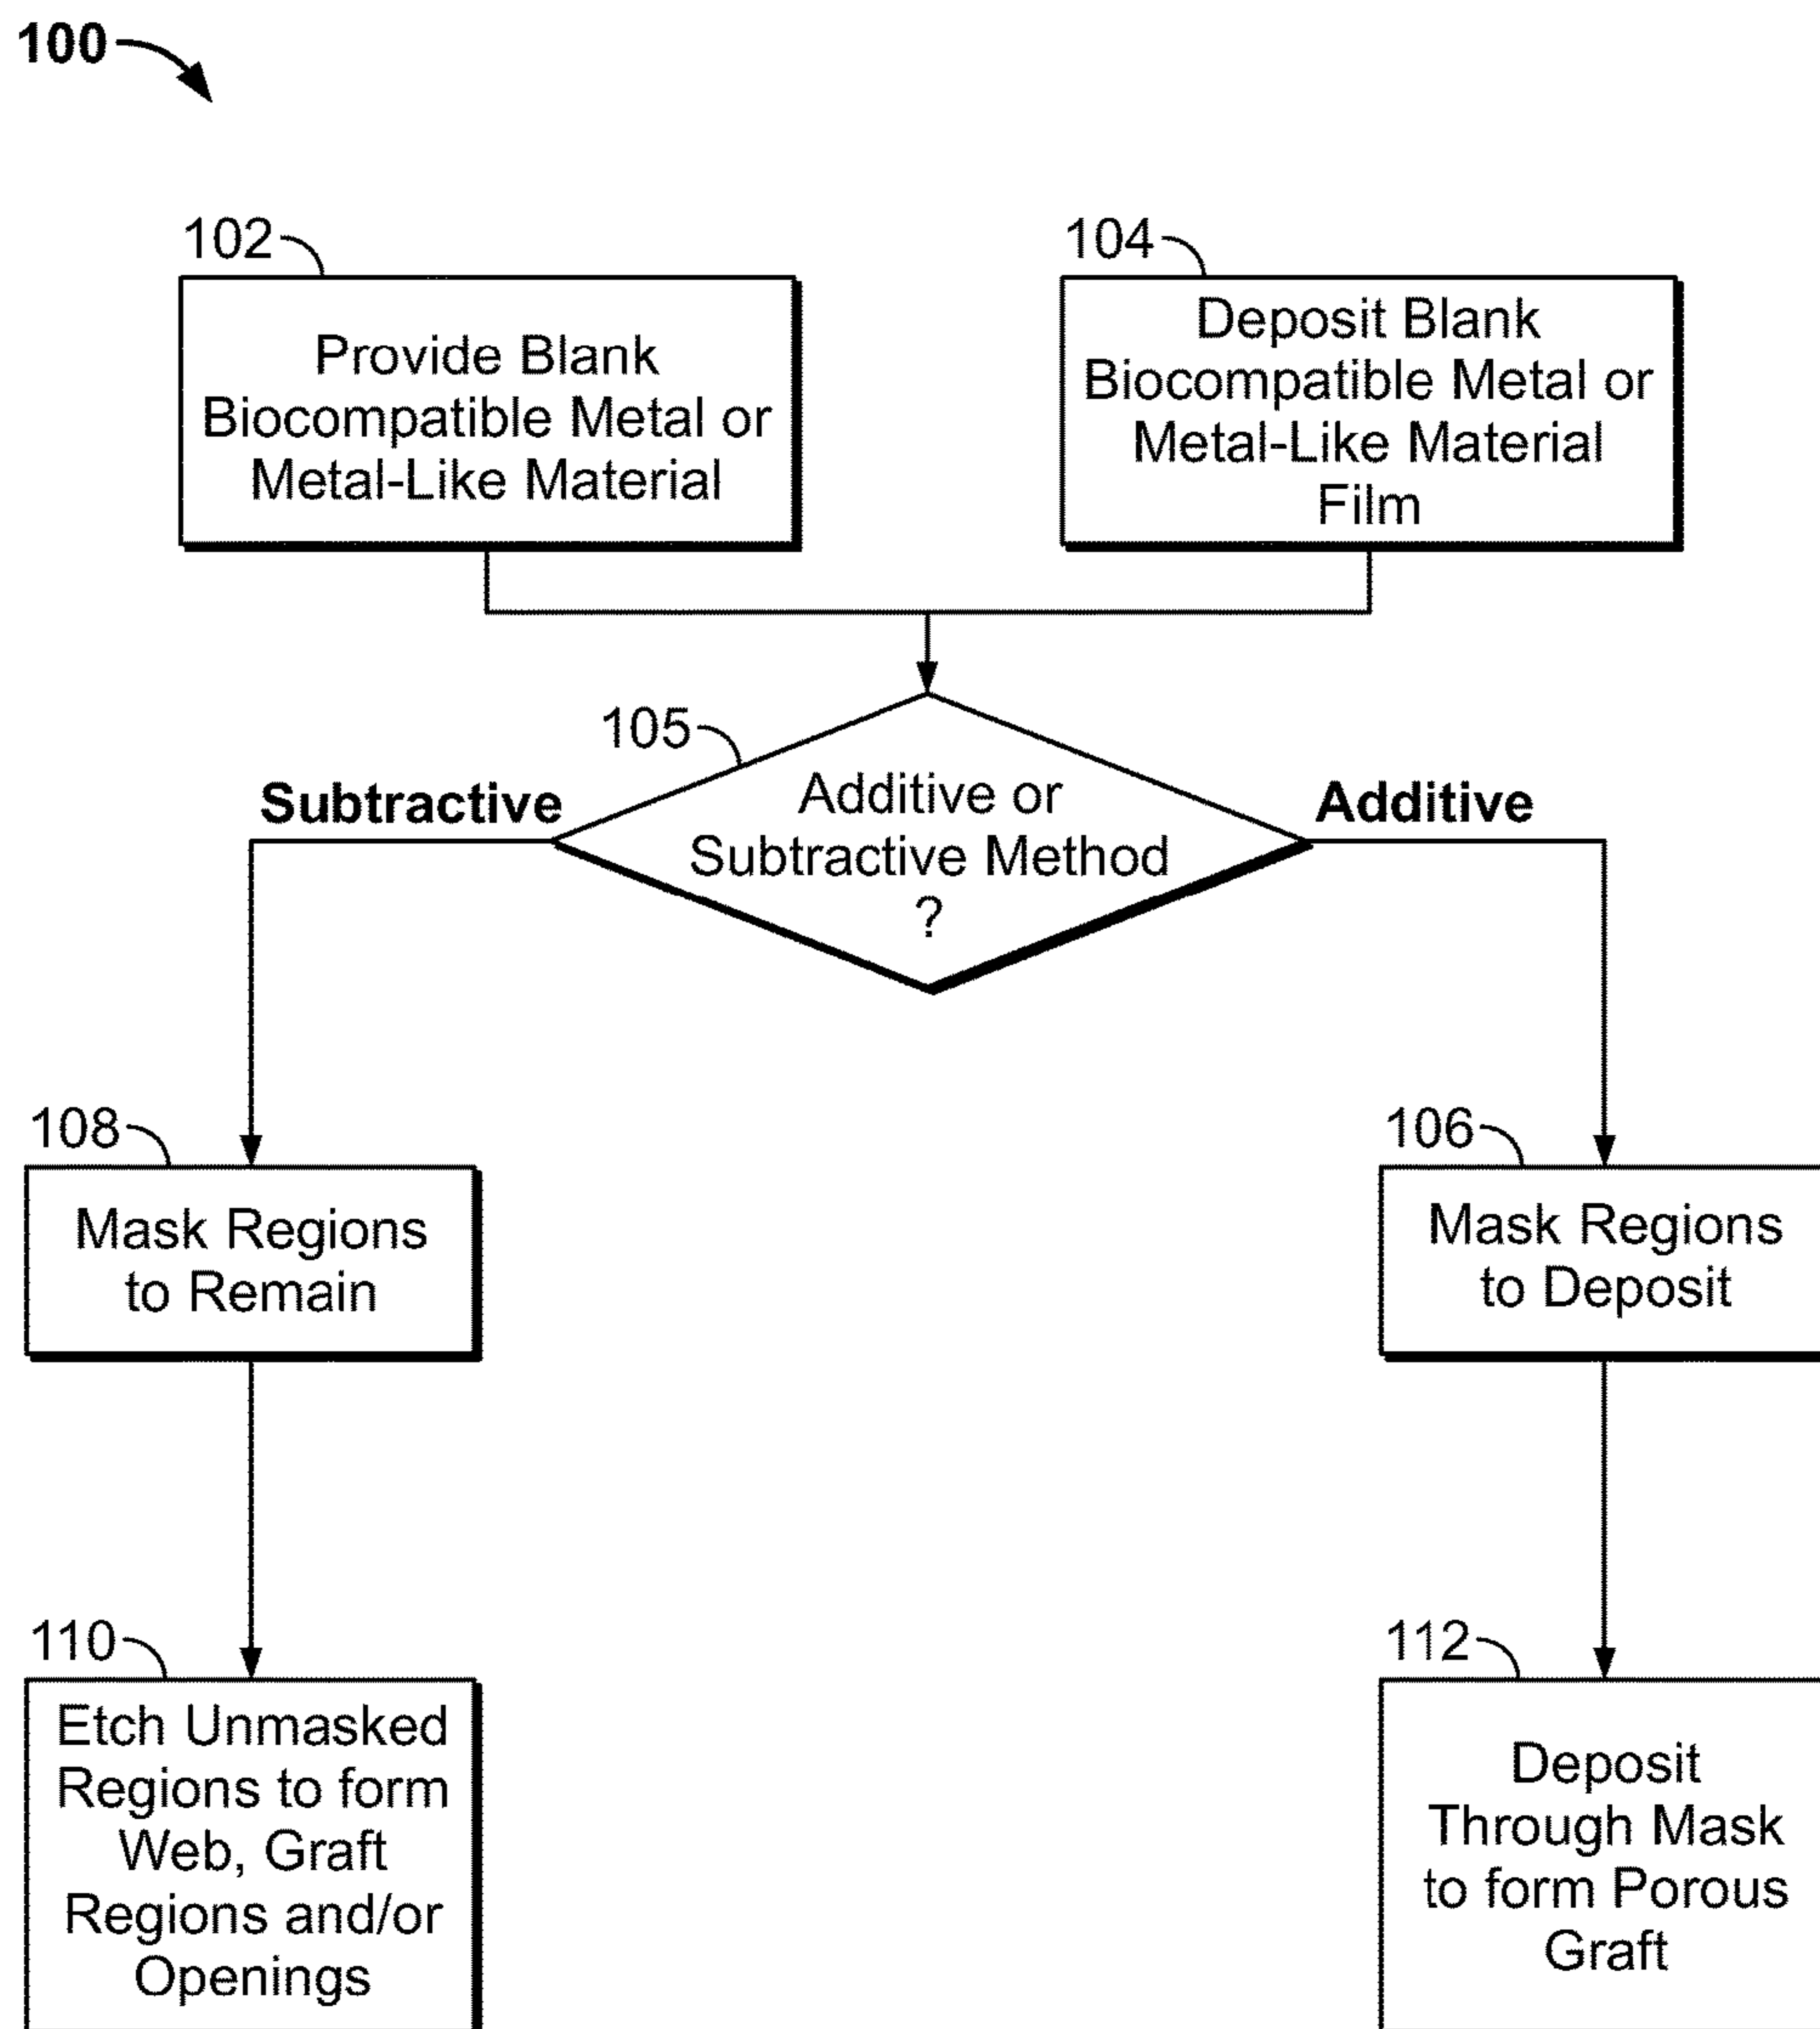 100
102
Provide Blank
Biocompatible Metal or
Metal-Like Material
104
Deposit Blank
Biocompatible Metal or
Metal-Like Material
Film
105
Additive or
Subtractive Method
?
Subtractive
Additive
108
Mask Regions
to Remain
106
Mask Regions
to Deposit
110
Etch Unmasked
Regions to form
Web, Graft
Regions and/or
Openings
112
Deposit
Through Mask
to form Porous
Graft